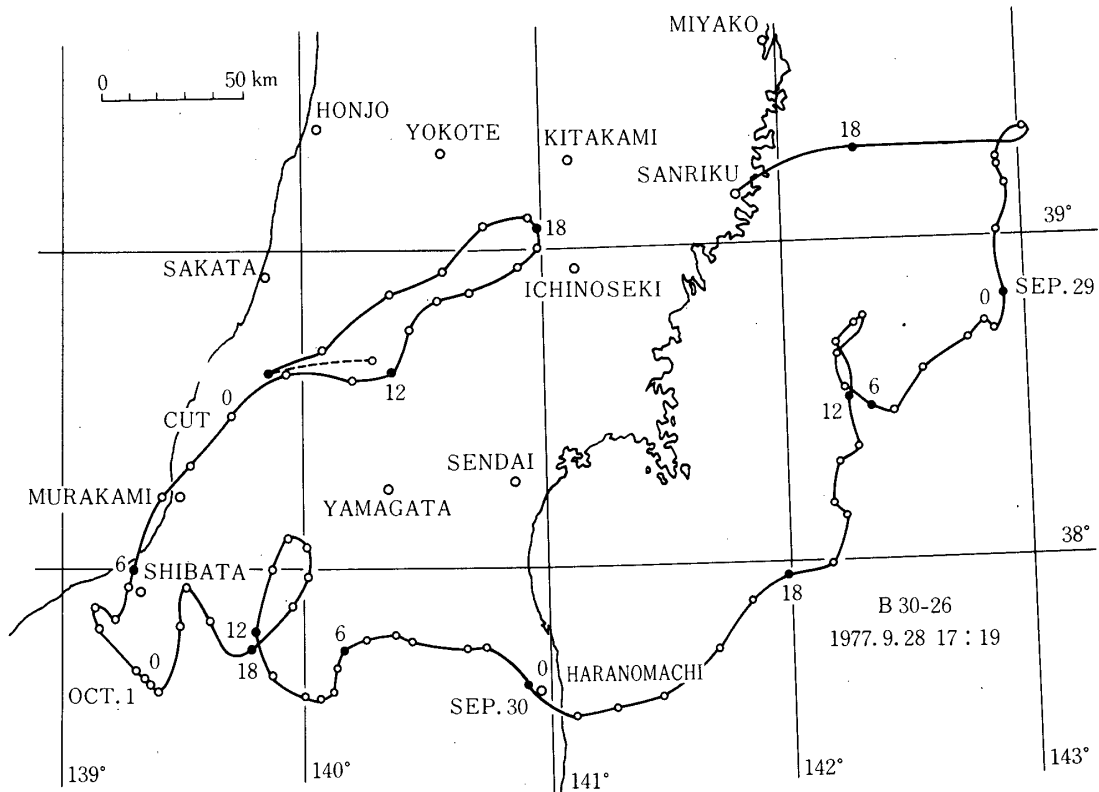 MIYAKO
0 50 km
HONJO
YOKOTE
KITAKAMI
18
SANRIKU
39°
18
SAKATA
ICHINOSEKI
0
SEP.29
12
6
12
0
CUT
SENDAI
MURAKAMI
YAMAGATA
38°
6
SHIBATA
18
B 30-26
1977.9.28 17:19
12
6
18
0
0
HARANOMACHI
OCT.1
SEP.30
139°
140°
141°
142°
143°